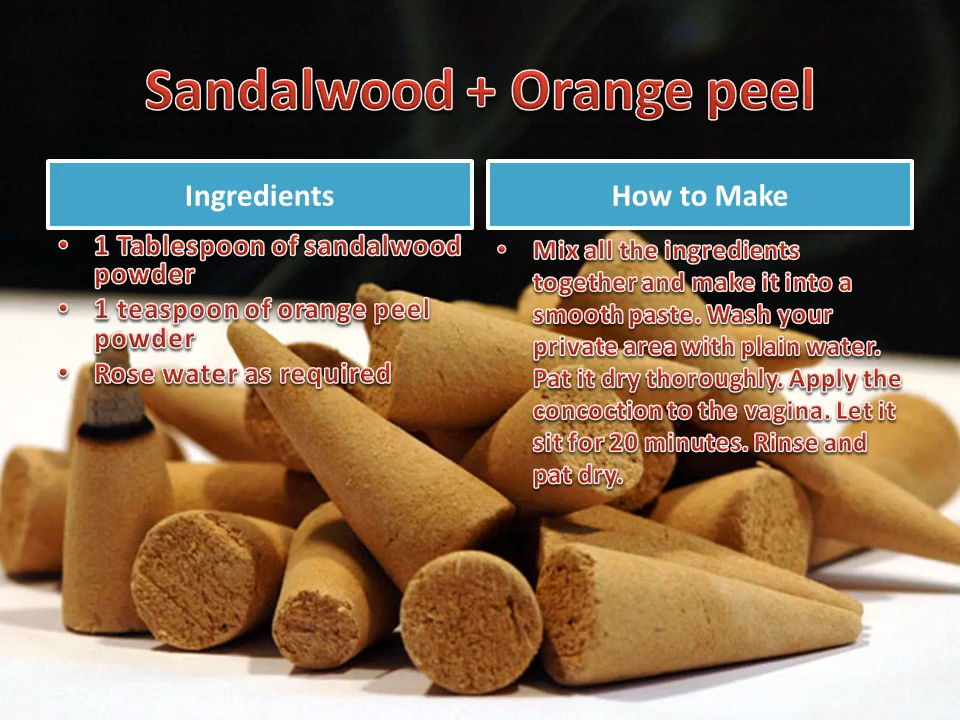 Sandalwood + Orange peel
Ingredients
• 1 Tablespoon of sandalwood
powder
• 1 teaspoon of orange peel
powder
• Rose water as required
How to Make
• Mix all the ingredients
together and make it into a
smooth paste. Wash your
private area with plain water.
Pat it dry thoroughly. Apply the
concoction to the vagina. Let it
sit for 20 minutes. Rinse and
pat dry.